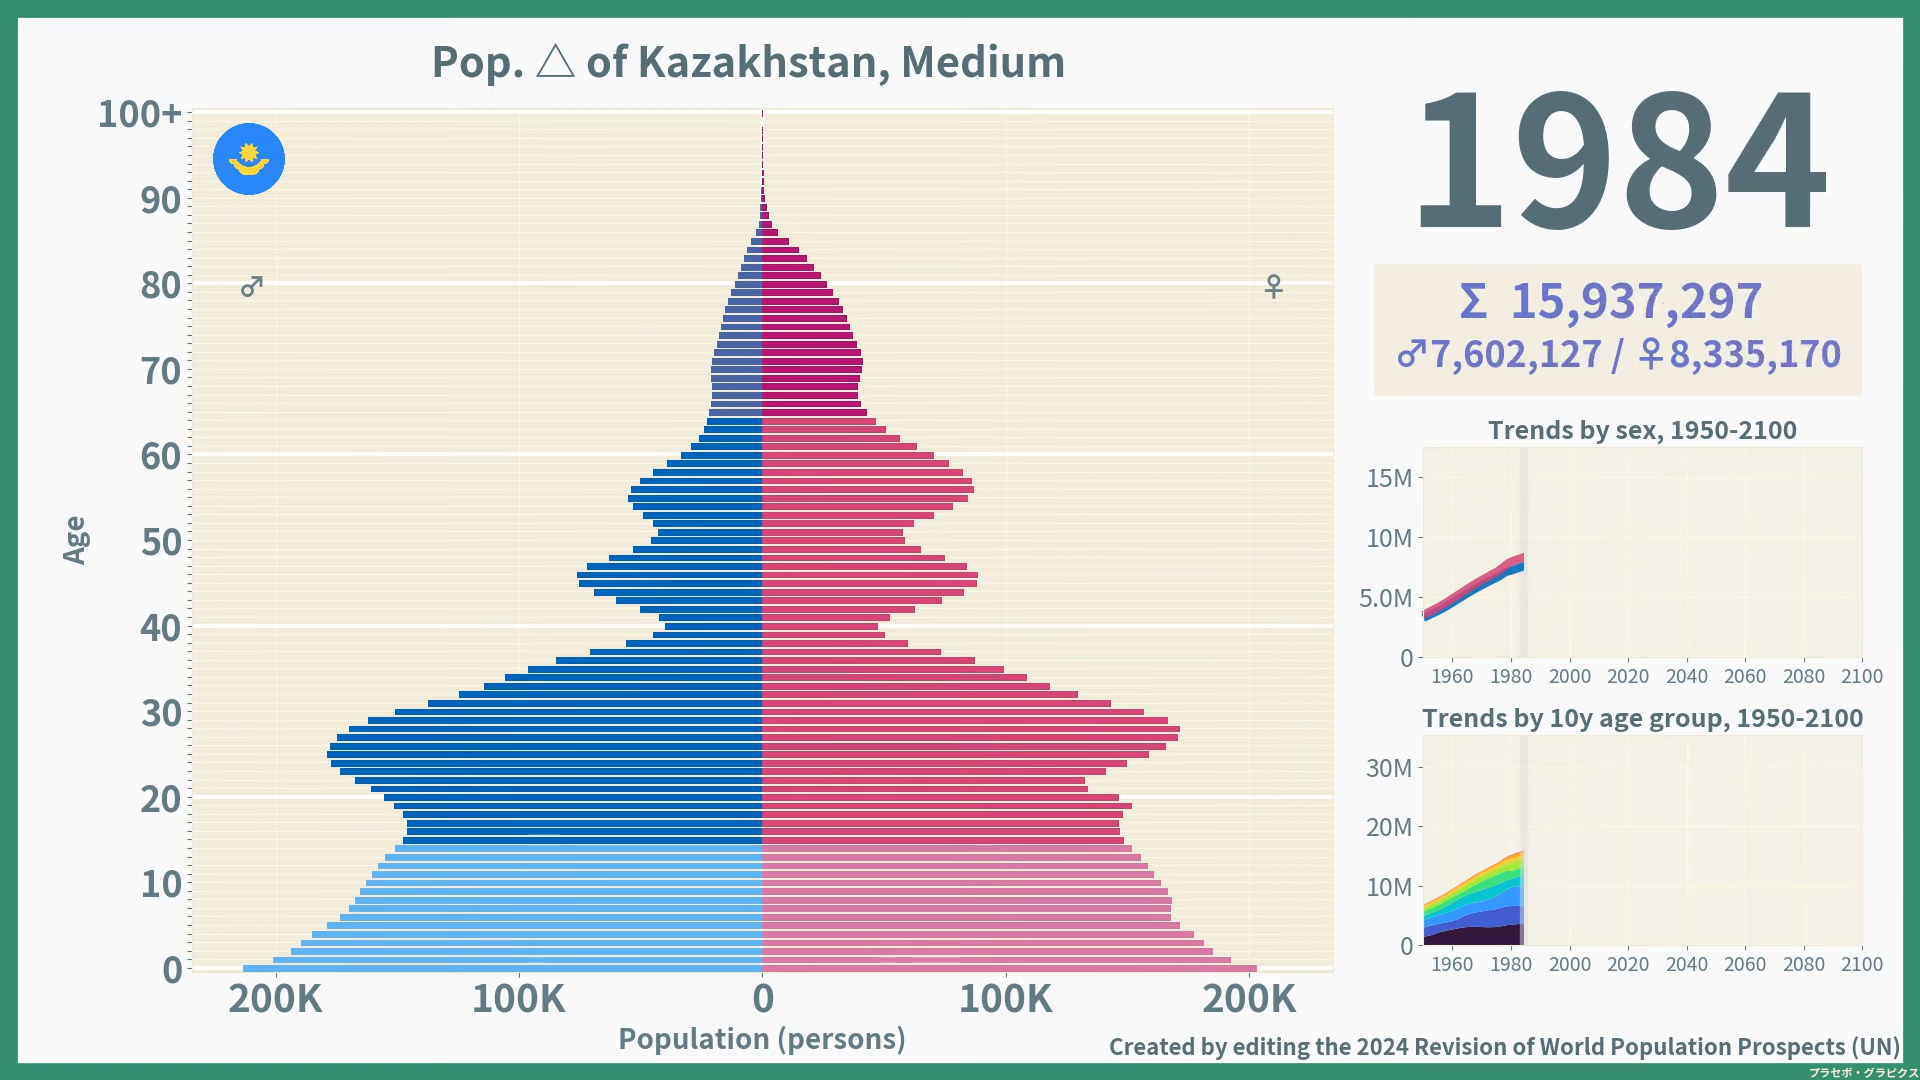 Pop. △ of Kazakhstan, Medium
1984
Σ 15,937,297
♂7,602,127 / ♀8,335,170
100+
90
80
70
60
50
40
30
20
10
0
Age
♂
♀
200K
100K
0
100K
200K
Population (persons)
Trends by sex, 1950-2100
15M
10M
5.0M
0
1960 1980 2000 2020 2040 2060 2080 2100
Trends by 10y age group, 1950-2100
30M
20M
10M
0
1960 1980 2000 2020 2040 2060 2080 2100
Created by editing the 2024 Revision of World Population Prospects (UN)
プラセボ・グラピクス